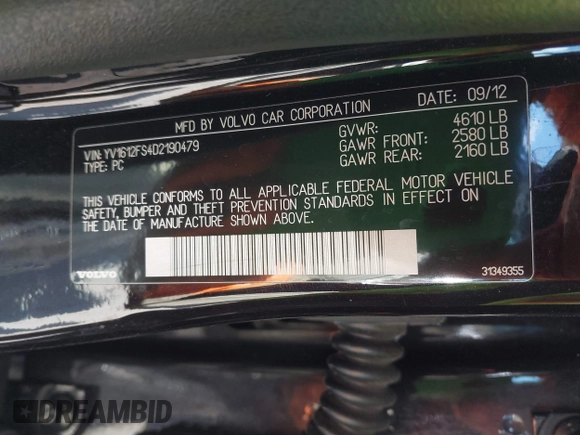 MFD BY VOLVO CAR CORPORATION DATE: 09/12
VIN: YV1612FS4D2190479 GVWR: 4610 LB
TYPE: PC GAWR FRONT: 2580 LB
GAWR REAR: 2160 LB
THIS VEHICLE CONFORMS TO ALL APPLICABLE FEDERAL MOTOR VEHICLE
SAFETY, BUMPER AND THEFT PREVENTION STANDARDS IN EFFECT ON
THE DATE OF MANUFACTURE SHOWN ABOVE.
VOLVO 31349355
DREAMBID